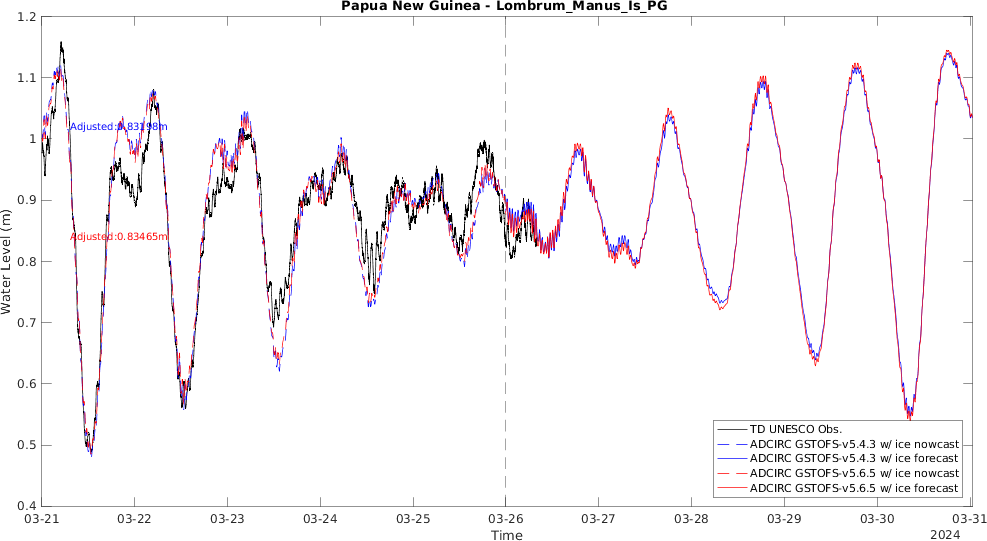 Papua New Guinea - Lombrum_Manus_Is_PG
Water Level (m)
1.2
1.1
1
0.9
0.8
0.7
0.6
0.5
0.4
Adjusted:0.83198m
Adjusted:0.83465m
TD UNESCO Obs.
ADCIRC GSTOFS-v5.4.3 w/ ice nowcast
ADCIRC GSTOFS-v5.4.3 w/ ice forecast
ADCIRC GSTOFS-v5.6.5 w/ ice nowcast
ADCIRC GSTOFS-v5.6.5 w/ ice forecast
03-21 03-22 03-23 03-24 03-25 03-26 03-27 03-28 03-29 03-30 03-31
Time
2024